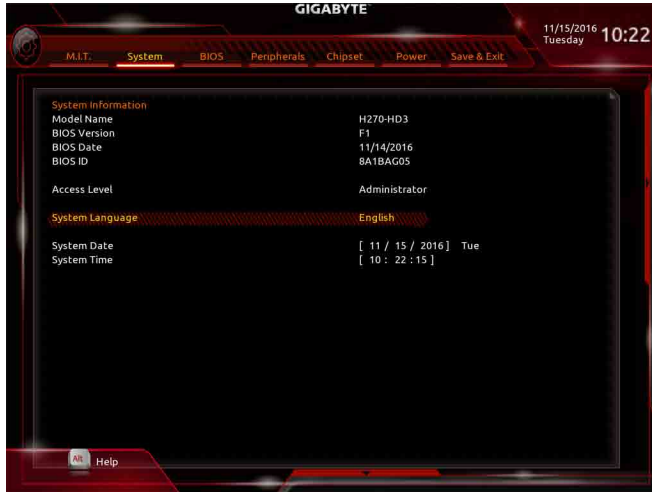 GIGABYTE™
11/15/2016 10:22
Tuesday
M.I.T. System BIOS Peripherals Chipset Power Save & Exit
System Information
Model Name H270-HD3
BIOS Version F1
BIOS Date 11/14/2016
BIOS ID 8A1BAG05
Access Level Administrator
System Language English
System Date [ 11 / 15 / 2016 ] Tue
System Time [ 10 : 22 : 15 ]
Alt Help